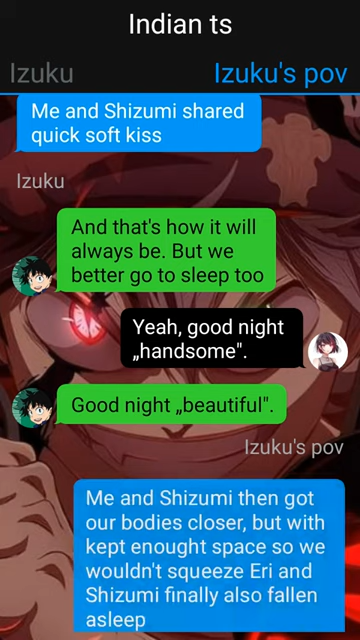 Indian ts
Izuku
Izuku's pov
Me and Shizumi shared
quick soft kiss
Izuku
And that's how it will
always be. But we
better go to sleep too
Yeah, good night
„handsome".
Good night „beautiful".
Izuku's pov
Me and Shizumi then got
our bodies closer, but with
kept enought space so we
wouldn't squeeze Eri and
Shizumi finally also fallen
asleep